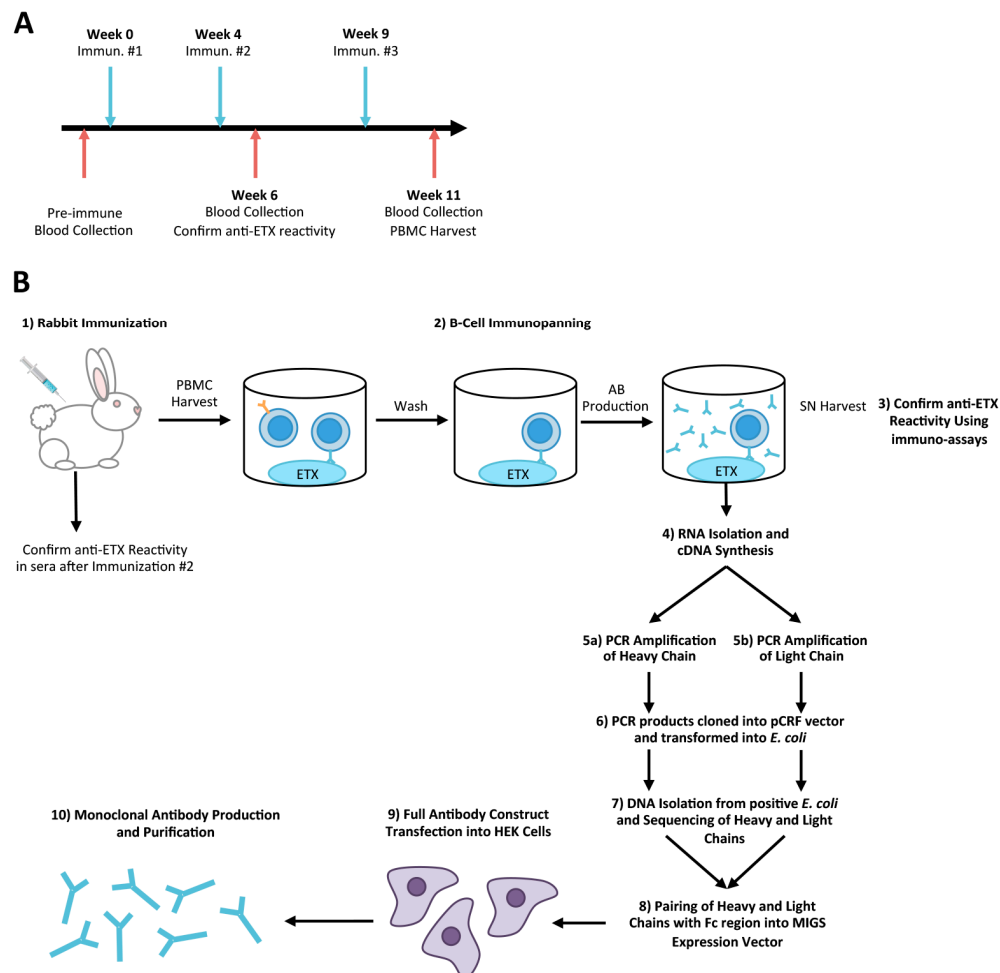 A
Week 0
Immun. #1
Week 4
Immun. #2
Week 9
Immun. #3
Pre-immune
Blood Collection
Week 6
Blood Collection
Confirm anti-ETX reactivity
Week 11
Blood Collection
PBMC Harvest
B
1) Rabbit Immunization
2) B-Cell Immunopanning
PBMC
Harvest
Wash
AB
Production
SN Harvest
3) Confirm anti-ETX
Reactivity Using
immuno-assays
ETX
ETX
ETX
Confirm anti-ETX Reactivity
in sera after Immunization #2
4) RNA Isolation and
cDNA Synthesis
5a) PCR Amplification
of Heavy Chain
5b) PCR Amplification
of Light Chain
6) PCR products cloned into pCRF vector
and transformed into E. coli
7) DNA Isolation from positive E. coli
and Sequencing of Heavy and Light
Chains
8) Pairing of Heavy and Light
Chains with Fc region into MIGS
Expression Vector
9) Full Antibody Construct
Transfection into HEK Cells
10) Monoclonal Antibody Production
and Purification